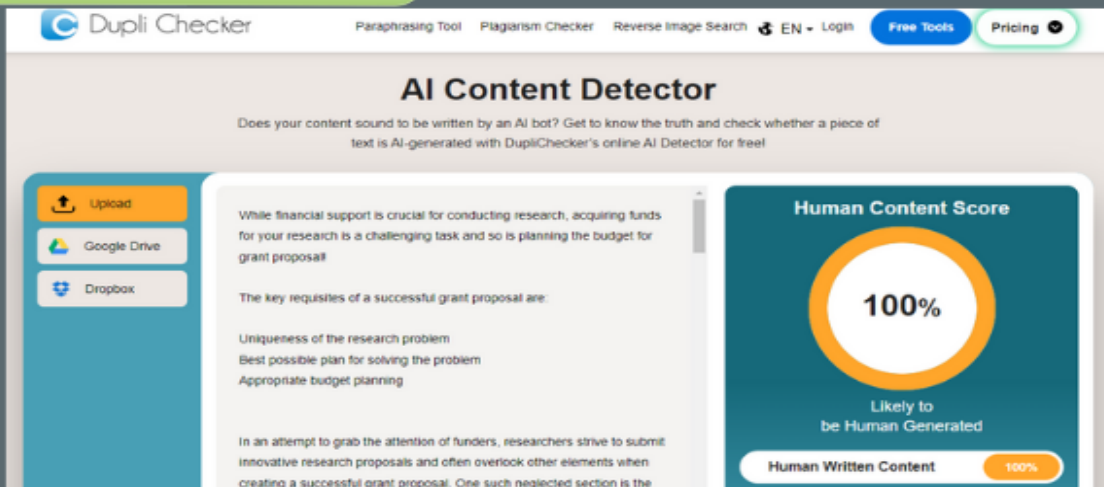 Dupli Checker
Paraphrasing Tool Plagiarism Checker Reverse Image Search EN Login Free Tools Pricing
AI Content Detector
Does your content sound to be written by an AI bot? Get to know the truth and check whether a piece of
text is AI-generated with DupliChecker's online AI Detector for free!
Upload
Google Drive
Dropbox
While financial support is crucial for conducting research, acquiring funds
for your research is a challenging task and so is planning the budget for
grant proposal!
The key requisites of a successful grant proposal are:
Uniqueness of the research problem
Best possible plan for solving the problem
Appropriate budget planning
In an attempt to grab the attention of funders, researchers strive to submit
innovative research proposals and often overlook other elements when
creating a successful grant proposal. One such neglected section is the
Human Content Score
100%
Likely to
be Human Generated
Human Written Content 100%